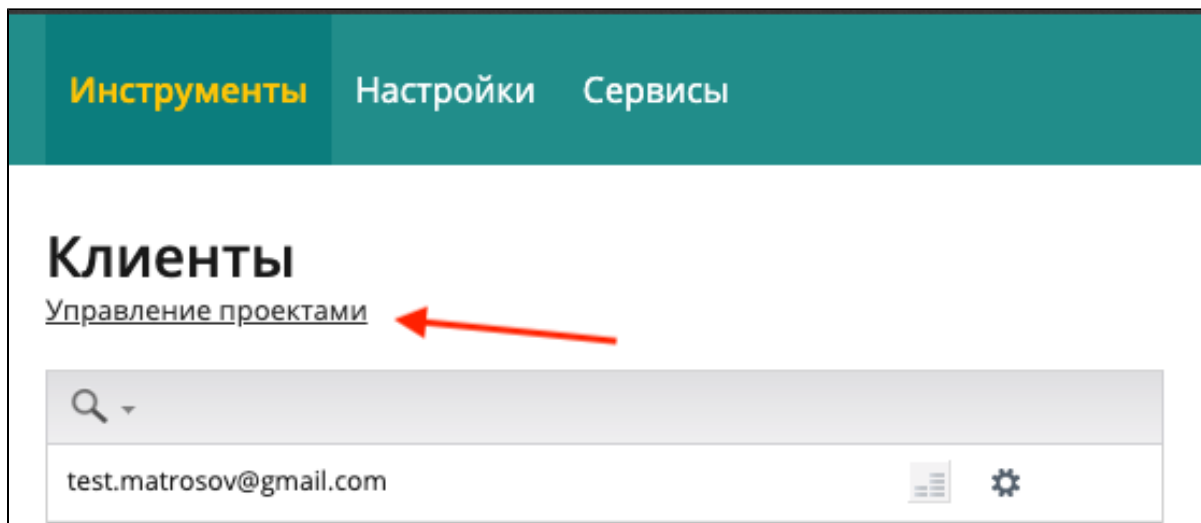 Инструменты Настройки Сервисы
Клиенты
Управление проектами
test.matrosov@gmail.com